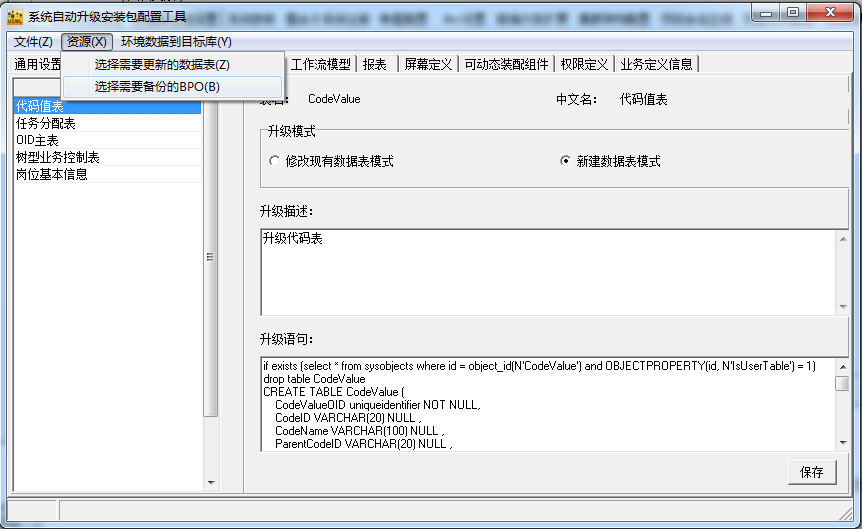 系统自动升级安装包配置工具
文件(Z) 资源(X) 环境数据到目标库(Y)
选择需要更新的数据表(Z)
选择需要备份的BPO(B)
通用设置 工作流模型 报表 屏幕定义 可动态装配组件 权限定义 业务定义信息
代码值表
任务分配表
OID主表
树型业务控制表
岗位基本信息
表名： CodeValue 中文名： 代码值表
升级模式
修改现有数据表模式 新建数据表模式
升级描述：
升级代码表
升级语句：
if exists (select * from sysobjects where id = object_id(N'CodeValue') and OBJECTPROPERTY(id, N'IsUserTable') = 1)
drop table CodeValue
CREATE TABLE CodeValue (
CodeValueOID uniqueidentifier NOT NULL,
CodeID VARCHAR(20) NULL ,
CodeName VARCHAR(100) NULL ,
ParentCodeID VARCHAR(20) NULL ,
保存